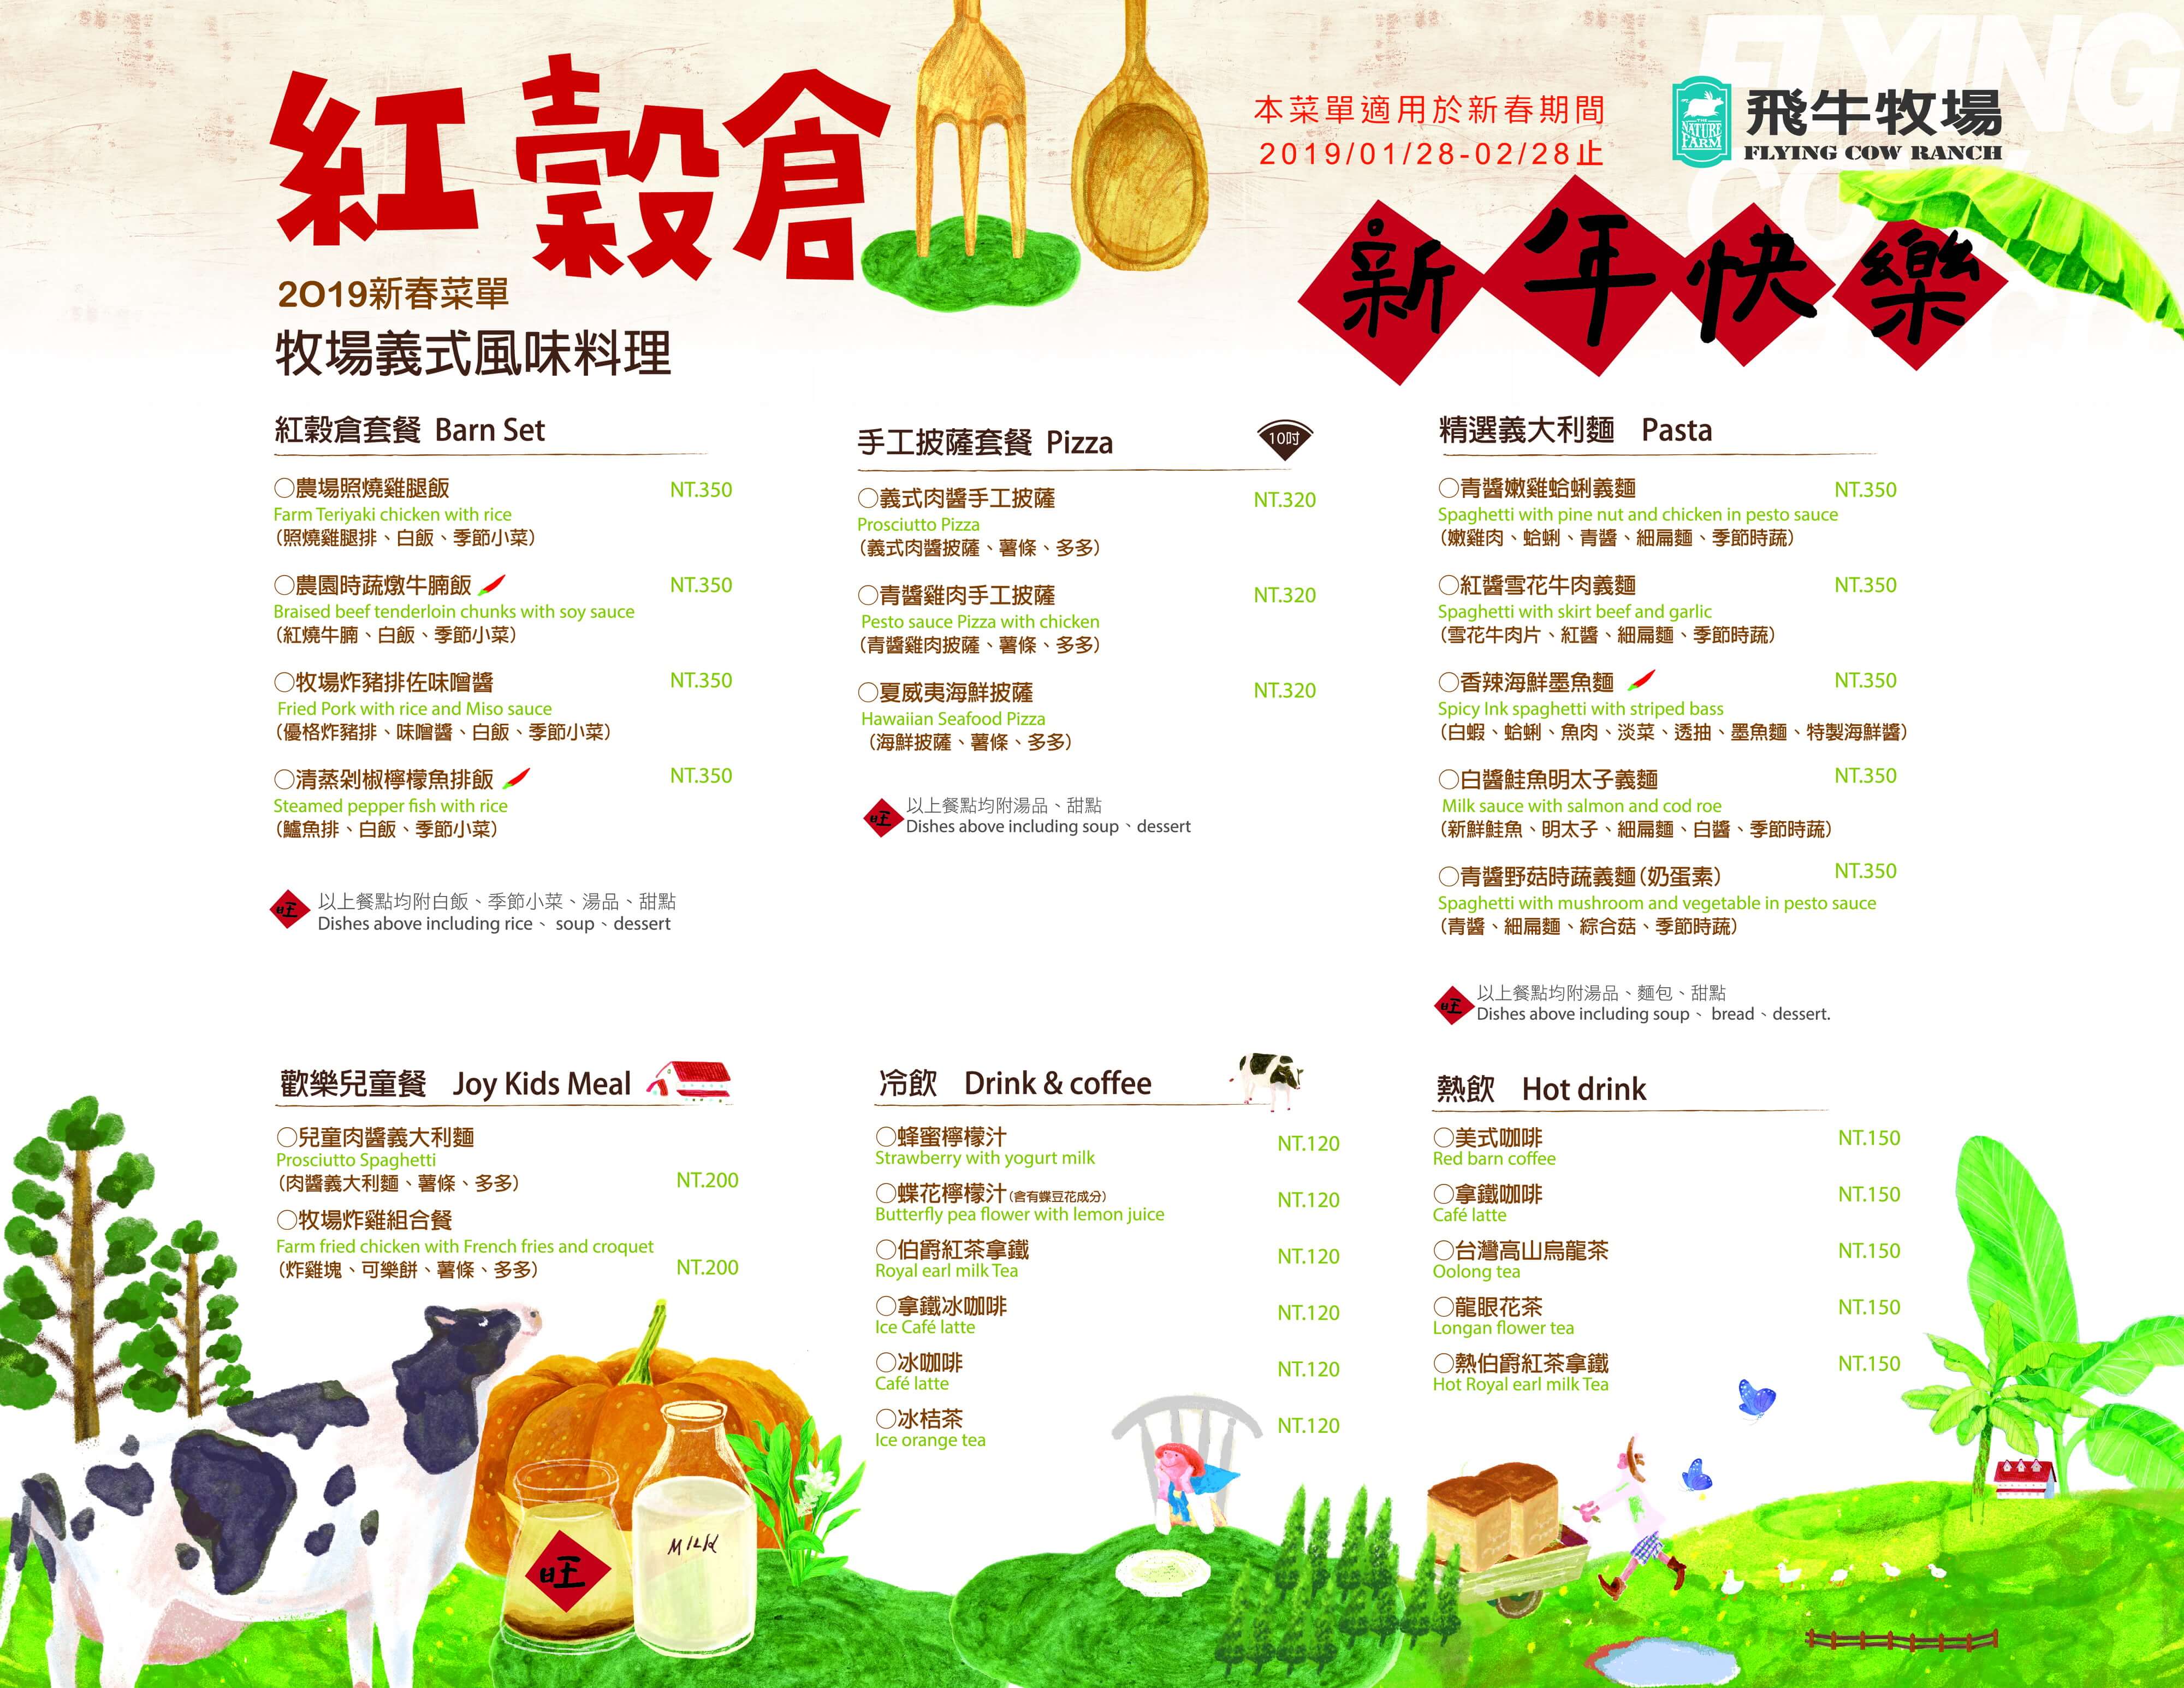 紅穀倉
2O19新春菜單
牧場義式風味料理
本菜單適用於新春期間
2019/01/28-02/28止
THE
NATURE
FARM
飛牛牧場
FLYING COW RANCH
新年快樂
紅穀倉套餐 Barn Set
○農場照燒雞腿飯 NT.350
Farm Teriyaki chicken with rice
(照燒雞腿排、白飯、季節小菜)
○農園時蔬燉牛腩飯 NT.350
Braised beef tenderloin chunks with soy sauce
(紅燒牛腩、白飯、季節小菜)
○牧場炸豬排佐味噌醬 NT.350
Fried Pork with rice and Miso sauce
(優格炸豬排、味噌醬、白飯、季節小菜)
○清蒸剁椒檸檬魚排飯 NT.350
Steamed pepper fish with rice
(鱸魚排、白飯、季節小菜)
旺
以上餐點均附白飯、季節小菜、湯品、甜點
Dishes above including rice、 soup、dessert
手工披薩套餐 Pizza 10吋
○義式肉醬手工披薩 NT.320
Prosciutto Pizza
(義式肉醬披薩、薯條、多多)
○青醬雞肉手工披薩 NT.320
Pesto sauce Pizza with chicken
(青醬雞肉披薩、薯條、多多)
○夏威夷海鮮披薩 NT.320
Hawaiian Seafood Pizza
(海鮮披薩、薯條、多多)
旺
以上餐點均附湯品、甜點
Dishes above including soup、dessert
精選義大利麵 Pasta
○青醬嫩雞蛤蜊義麵 NT.350
Spaghetti with pine nut and chicken in pesto sauce
(嫩雞肉、蛤蜊、青醬、細扁麵、季節時蔬)
○紅醬雪花牛肉義麵 NT.350
Spaghetti with skirt beef and garlic
(雪花牛肉片、紅醬、細扁麵、季節時蔬)
○香辣海鮮墨魚麵 NT.350
Spicy Ink spaghetti with striped bass
(白蝦、蛤蜊、魚肉、淡菜、透抽、墨魚麵、特製海鮮醬)
○白醬鮭魚明太子義麵 NT.350
Milk sauce with salmon and cod roe
(新鮮鮭魚、明太子、細扁麵、白醬、季節時蔬)
○青醬野菇時蔬義麵(奶蛋素) NT.350
Spaghetti with mushroom and vegetable in pesto sauce
(青醬、細扁麵、綜合菇、季節時蔬)
旺
以上餐點均附湯品、麵包、甜點
Dishes above including soup、 bread、dessert.
歡樂兒童餐 Joy Kids Meal
○兒童肉醬義大利麵
Prosciutto Spaghetti
(肉醬義大利麵、薯條、多多) NT.200
○牧場炸雞組合餐
Farm fried chicken with French fries and croquet
(炸雞塊、可樂餅、薯條、多多) NT.200
冷飲 Drink & coffee
○蜂蜜檸檬汁 NT.120
Strawberry with yogurt milk
○蝶花檸檬汁(含有蝶豆花成分) NT.120
Butterfly pea flower with lemon juice
○伯爵紅茶拿鐵 NT.120
Royal earl milk Tea
○拿鐵冰咖啡 NT.120
Ice Café latte
○冰咖啡 NT.120
Café latte
○冰桔茶 NT.120
Ice orange tea
熱飲 Hot drink
○美式咖啡 NT.150
Red barn coffee
○拿鐵咖啡 NT.150
Café latte
○台灣高山烏龍茶 NT.150
Oolong tea
○龍眼花茶 NT.150
Longan flower tea
○熱伯爵紅茶拿鐵 NT.150
Hot Royal earl milk Tea
旺
MILK